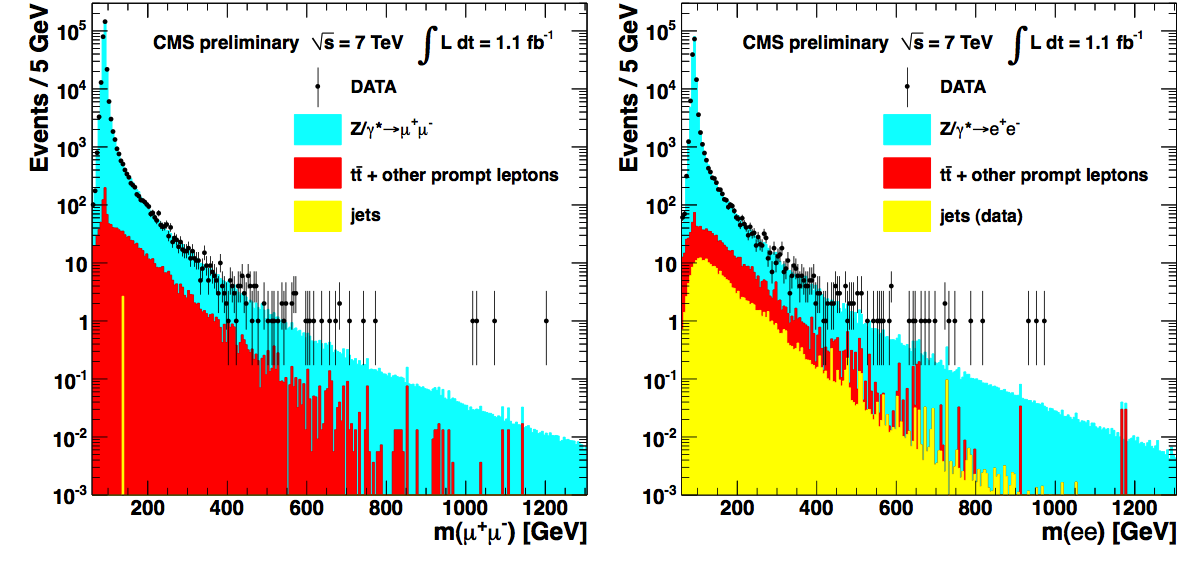 CMS preliminary √s = 7 TeV ∫ L dt = 1.1 fb⁻¹
DATA
Z/γ*→μ⁺μ⁻
tt̄ + other prompt leptons
jets
Events / 5 GeV
10⁵
10⁴
10³
10²
10
1
10⁻¹
10⁻²
10⁻³
200 400 600 800 1000 1200
m(μ⁺μ⁻) [GeV]
CMS preliminary √s = 7 TeV ∫ L dt = 1.1 fb⁻¹
DATA
Z/γ*→e⁺e⁻
tt̄ + other prompt leptons
jets (data)
Events / 5 GeV
10⁵
10⁴
10³
10²
10
1
10⁻¹
10⁻²
10⁻³
200 400 600 800 1000 1200
m(ee) [GeV]